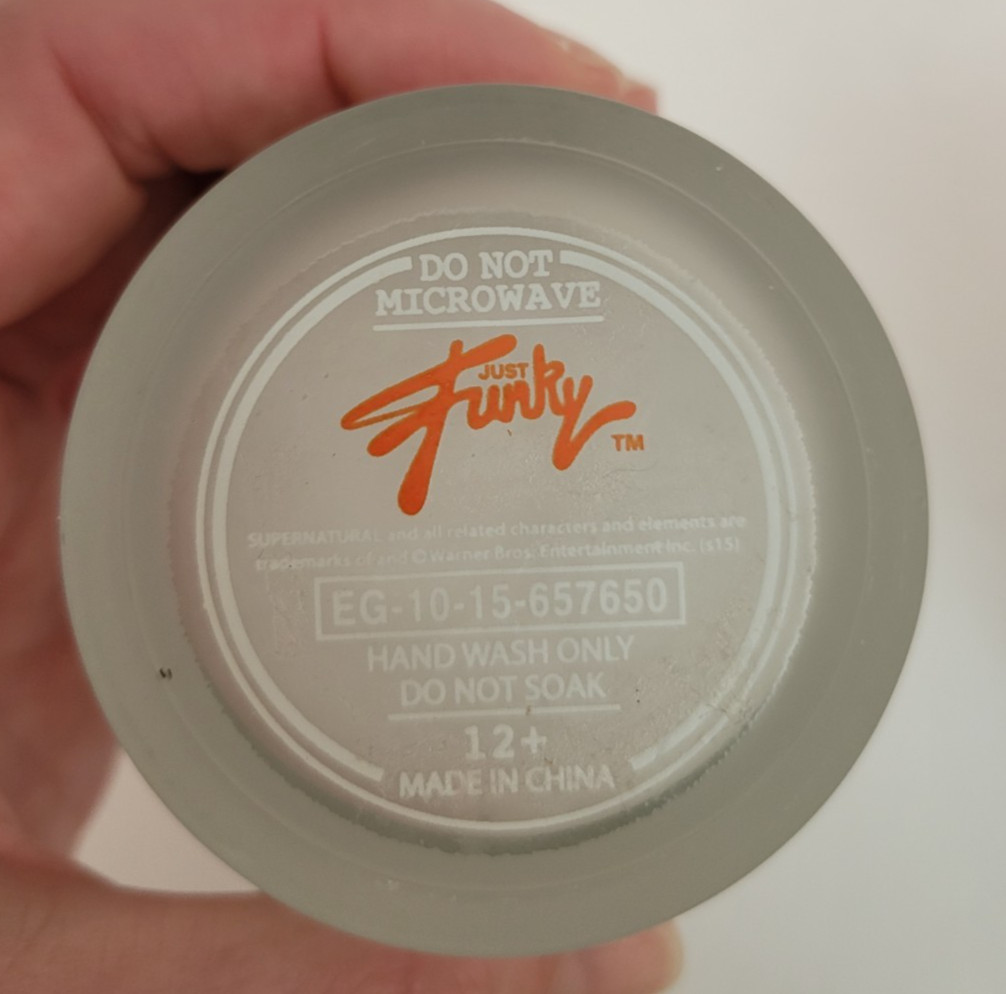 DO NOT
MICROWAVE
JUST
Funky
TM
SUPERNATURAL and all related characters and elements are
trademarks of and © Warner Bros. Entertainment Inc. (s15)
EG-10-15-657650
HAND WASH ONLY
DO NOT SOAK
12+
MADE IN CHINA